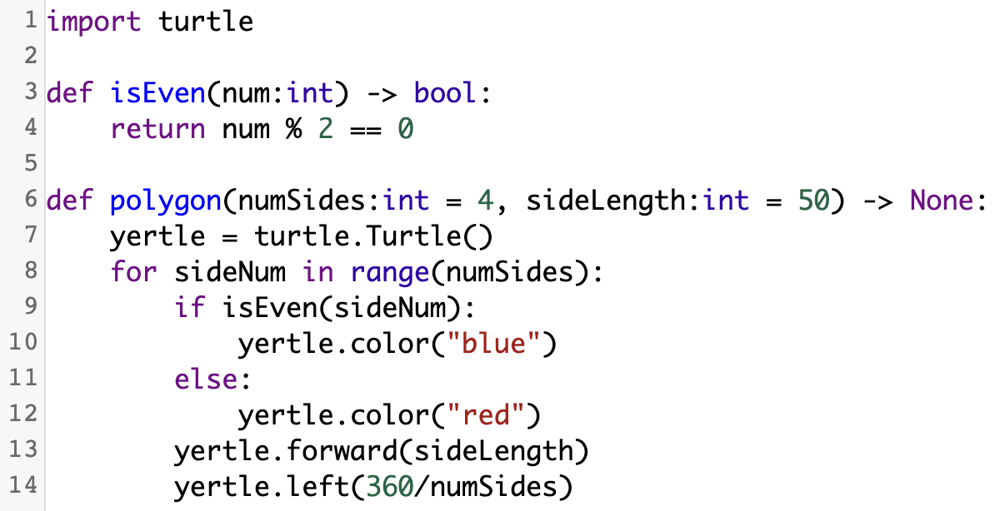 1 import turtle
2
3 def isEven(num:int) -> bool:
4     return num % 2 == 0
5
6 def polygon(numSides:int = 4, sideLength:int = 50) -> None:
7     yertle = turtle.Turtle()
8     for sideNum in range(numSides):
9         if isEven(sideNum):
10             yertle.color("blue")
11         else:
12             yertle.color("red")
13         yertle.forward(sideLength)
14         yertle.left(360/numSides)